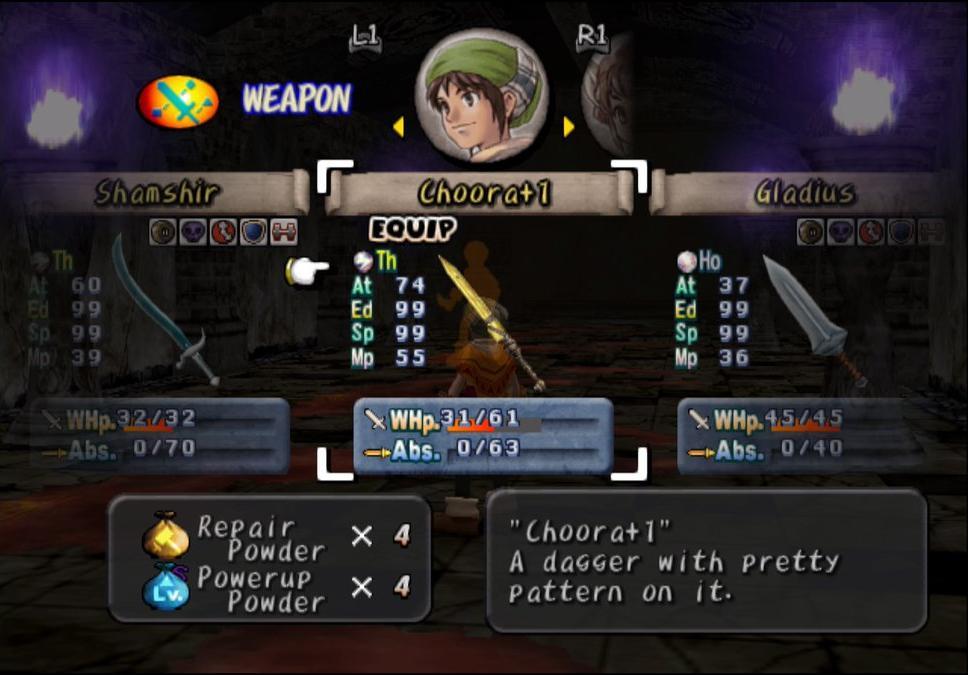 L1
R1
WEAPON
Shamshir
Choora+1
Gladius
EQUIP
Th
At 60
Ed 99
Sp 99
Mp 39
Th
At 74
Ed 99
Sp 99
Mp 55
Ho
At 37
Ed 99
Sp 99
Mp 36
WHp. 32/32
Abs. 0/70
WHp. 31/61
Abs. 0/63
WHp. 45/45
Abs. 0/40
Repair
Powder × 4
Lv. Powerup
Powder × 4
"Choora+1"
A dagger with pretty
pattern on it.